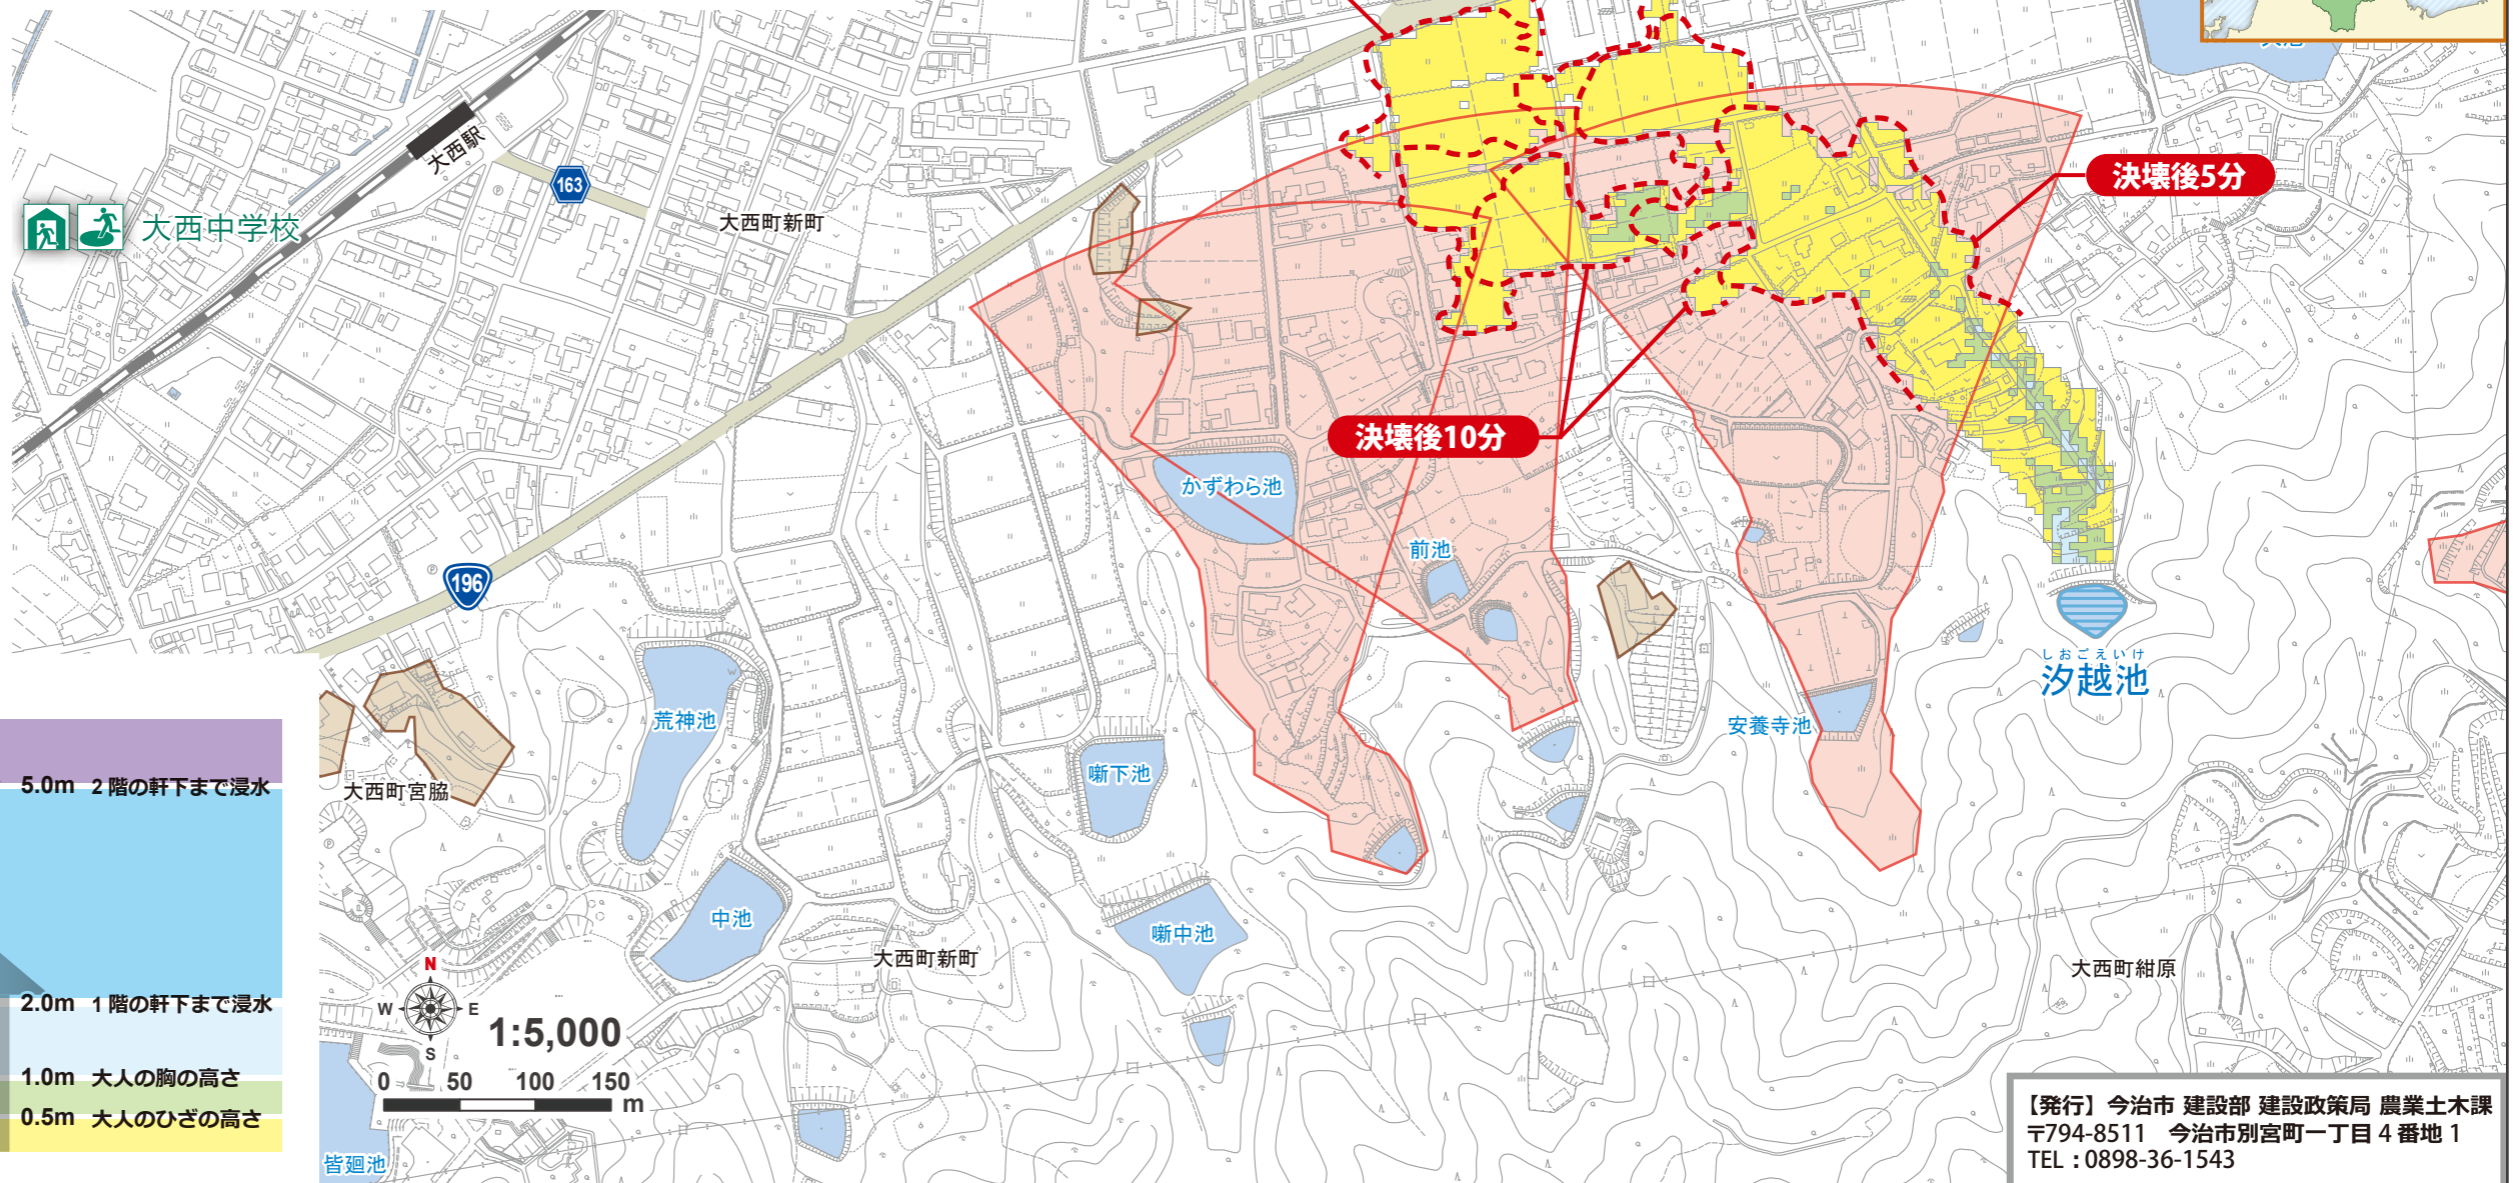 大西駅
163
大西中学校
大西町新町
決壊後5分
決壊後10分
かずわら池
前池
196
しおごえいけ
汐越池
荒神池
安養寺池
噺下池
大西町宮脇
5.0m 2階の軒下まで浸水
中池
噺中池
大西町新町
大西町紺原
2.0m 1階の軒下まで浸水
N
W E
S
1:5,000
1.0m 大人の胸の高さ
0 50 100 150
m
0.5m 大人のひざの高さ
皆廻池
【発行】今治市 建設部 建設政策局 農業土木課
〒794-8511 今治市別宮町一丁目4番地1
TEL：0898-36-1543